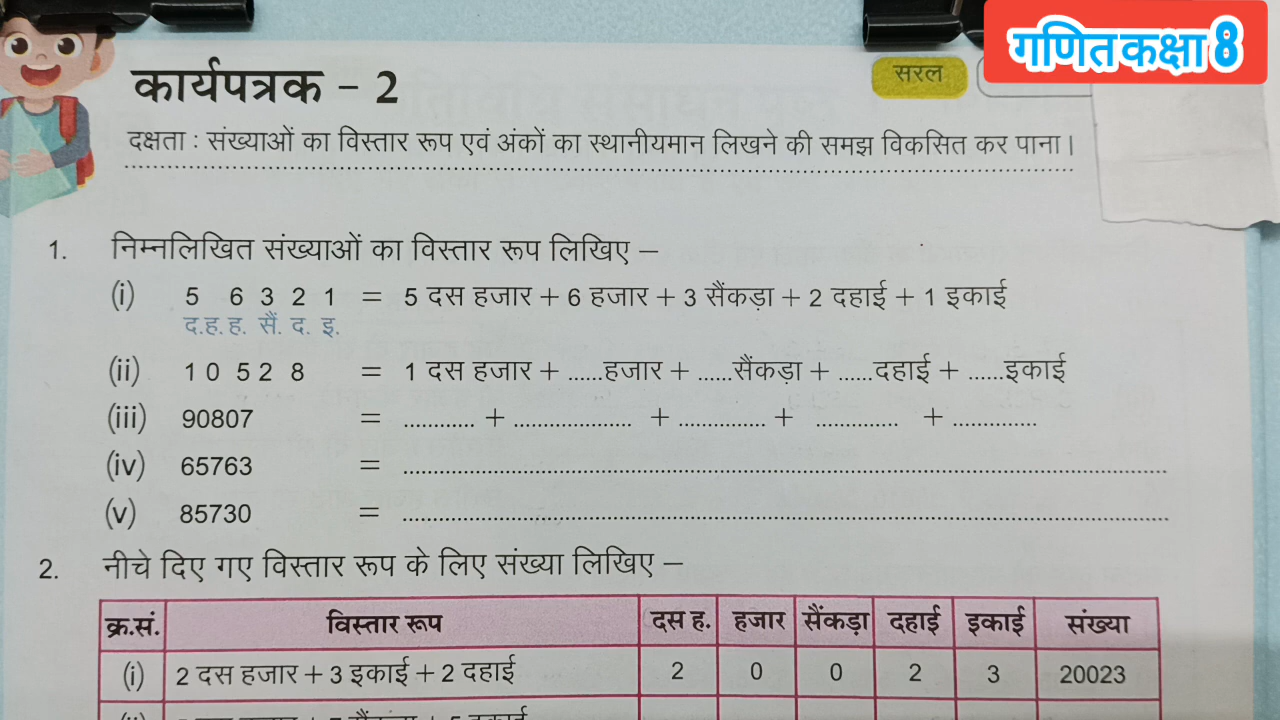 गणित कक्षा 8
कार्यपत्रक - 2
सरल
दक्षता : संख्याओं का विस्तार रूप एवं अंकों का स्थानीयमान लिखने की समझ विकसित कर पाना।
1. निम्नलिखित संख्याओं का विस्तार रूप लिखिए –
(i) 5 6 3 2 1 = 5 दस हजार + 6 हजार + 3 सैंकड़ा + 2 दहाई + 1 इकाई
द.ह. ह. सैं. द. इ.
(ii) 1 0 5 2 8 = 1 दस हजार + ......हजार + ......सैंकड़ा + ......दहाई + ......इकाई
(iii) 90807 = ............ + .................... + ............... + .............. + ..............
(iv) 65763 = ................................................................................
(v) 85730 = ................................................................................
2. नीचे दिए गए विस्तार रूप के लिए संख्या लिखिए –
क्र.सं. विस्तार रूप दस ह. हजार सैंकड़ा दहाई इकाई संख्या
(i) 2 दस हजार + 3 इकाई + 2 दहाई 2 0 0 2 3 20023